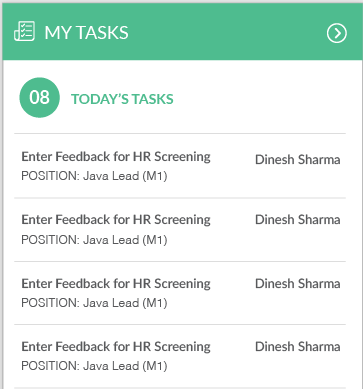 MY TASKS
08 TODAY'S TASKS
Enter Feedback for HR Screening Dinesh Sharma
POSITION: Java Lead (M1)
Enter Feedback for HR Screening Dinesh Sharma
POSITION: Java Lead (M1)
Enter Feedback for HR Screening Dinesh Sharma
POSITION: Java Lead (M1)
Enter Feedback for HR Screening Dinesh Sharma
POSITION: Java Lead (M1)